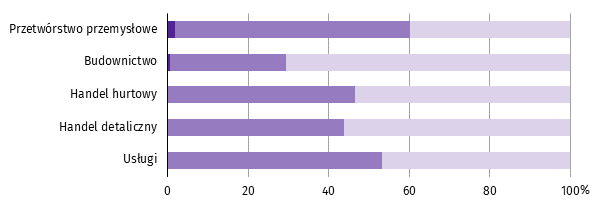 Przetwórstwo przemysłowe
Budownictwo
Handel hurtowy
Handel detaliczny
Usługi
0 20 40 60 80 100%